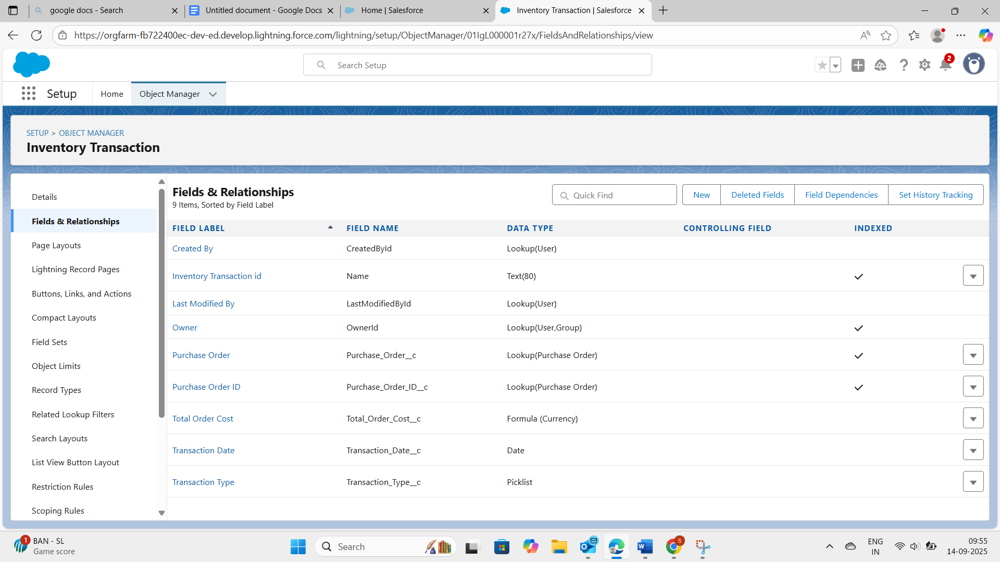 google docs - Search
Untitled document - Google Docs
Home | Salesforce
Inventory Transaction | Salesforce
https://orgfarm-fb722400ec-dev-ed.develop.lightning.force.com/lightning/setup/ObjectManager/01IgL000001r27x/FieldsAndRelationships/view
Search Setup
2
Setup
Home
Object Manager
SETUP > OBJECT MANAGER
Inventory Transaction
Details
Fields & Relationships
Page Layouts
Lightning Record Pages
Buttons, Links, and Actions
Compact Layouts
Field Sets
Object Limits
Record Types
Related Lookup Filters
Search Layouts
List View Button Layout
Restriction Rules
Scoping Rules
Fields & Relationships
9 Items, Sorted by Field Label
Quick Find
New
Deleted Fields
Field Dependencies
Set History Tracking
FIELD LABEL FIELD NAME DATA TYPE CONTROLLING FIELD INDEXED
Created By CreatedById Lookup(User)
Inventory Transaction id Name Text(80)
Last Modified By LastModifiedById Lookup(User)
Owner OwnerId Lookup(User,Group)
Purchase Order Purchase_Order__c Lookup(Purchase Order)
Purchase Order ID Purchase_Order_ID__c Lookup(Purchase Order)
Total Order Cost Total_Order_Cost__c Formula (Currency)
Transaction Date Transaction_Date__c Date
Transaction Type Transaction_Type__c Picklist
1
BAN - SL
Game score
Search
S
ENG
IN
09:55
14-09-2025